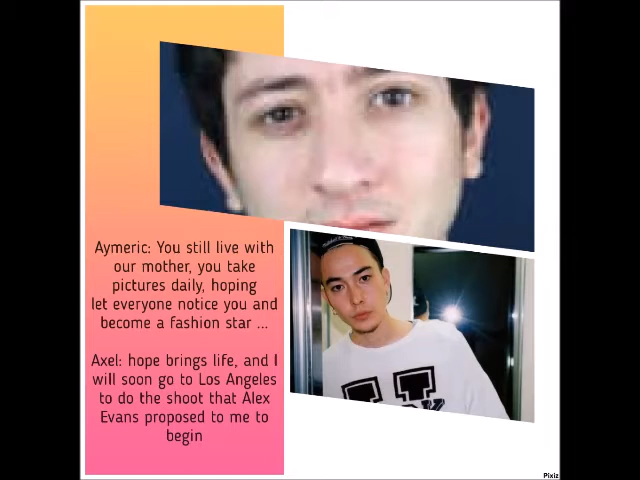 Aymeric: You still live with
our mother, you take
pictures daily, hoping
let everyone notice you and
become a fashion star ...
Axel: hope brings life, and I
will soon go to Los Angeles
to do the shoot that Alex
Evans proposed to me to
begin
Pixiz